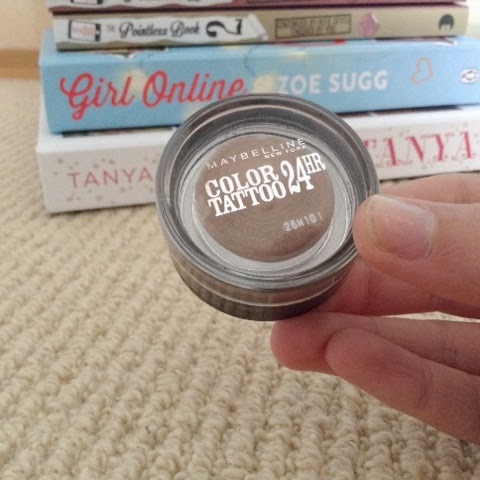 The Pointless Book 2
Girl Online ZOE SUGG
TANYA TANYA
MAYBELLINE
NEW YORK
COLOR 24HR
TATTOO